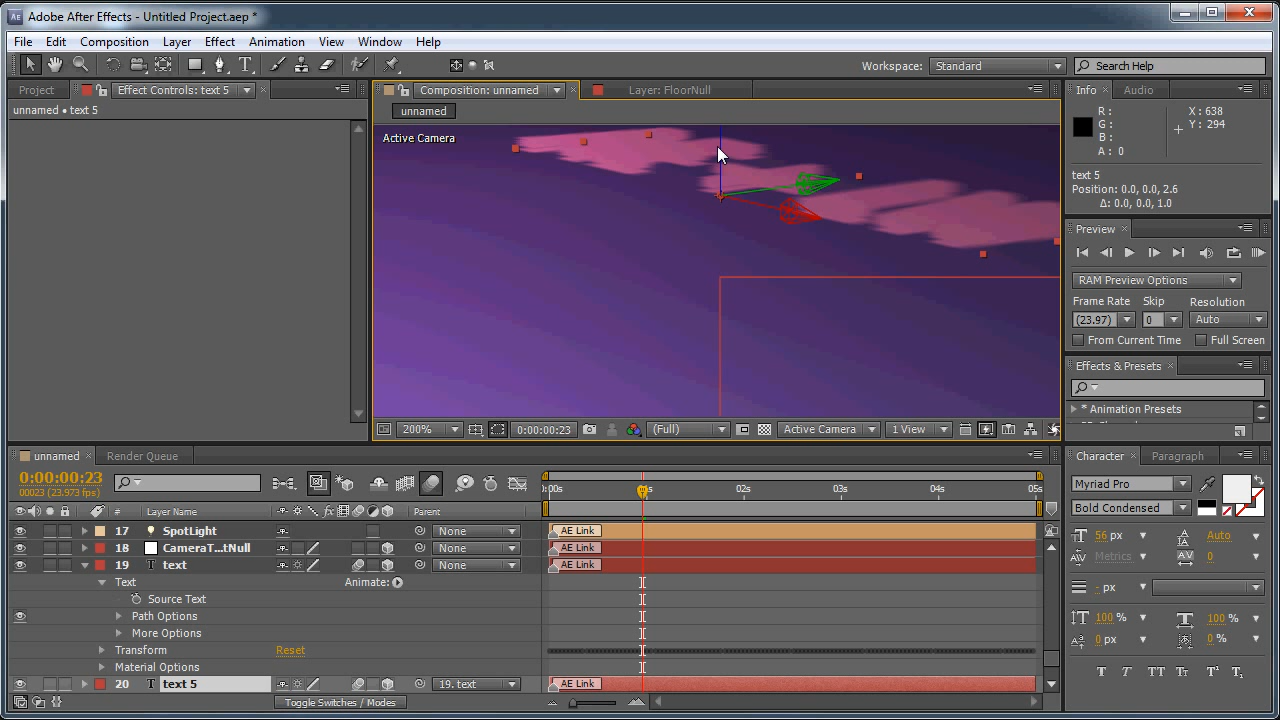 Adobe After Effects - Untitled Project.aep *
File Edit Composition Layer Effect Animation View Window Help
Workspace: Standard Search Help
Project Effect Controls: text 5 Composition: unnamed Layer: FloorNull Info Audio
unnamed • text 5
unnamed
Active Camera
R :
G :
B :
A : 0
X : 638
Y : 294
text 5
Position: 0.0, 0.0, 2.6
Δ: 0.0, 0.0, 1.0
Preview
RAM Preview Options
Frame Rate Skip Resolution
(23.97) 0 Auto
From Current Time Full Screen
Effects & Presets
* Animation Presets
200% 0:00:00:23 (Full) Active Camera 1 View
unnamed Render Queue
0:00:00:23
00023 (23.973 fps)
:00s 02s 03s 04s 05s
# Layer Name Parent
17 SpotLight None AE Link
18 CameraT...tNull None AE Link
19 T text None AE Link
Text Animate:
Source Text
Path Options
More Options
Transform Reset
Material Options
20 T text 5 19. text AE Link
Toggle Switches / Modes
Character Paragraph
Myriad Pro
Bold Condensed
56 px Auto
Metrics 0
- px
100 % 100 %
0 px 0 %
T T TT Tt T¹ T₁